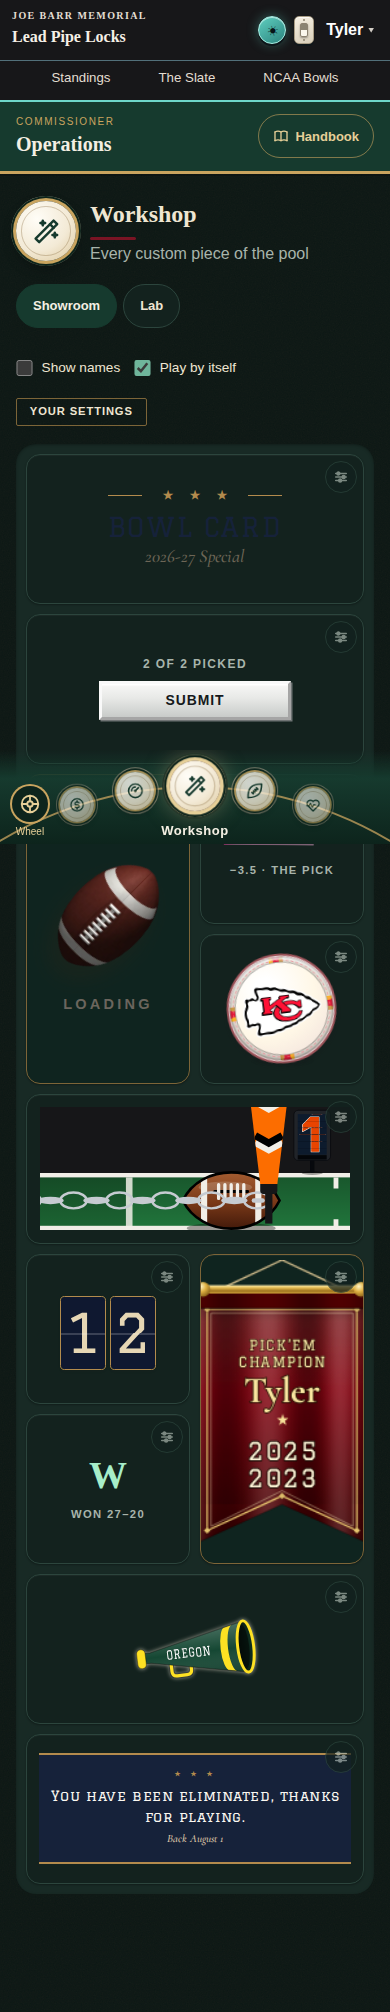 JOE BARR MEMORIAL
Lead Pipe Locks
Tyler
Standings
The Slate
NCAA Bowls
COMMISSIONER
Operations
Handbook
Workshop
Every custom piece of the pool
Showroom
Lab
Show names
Play by itself
YOUR SETTINGS
BOWL CARD
2026-27 Special
2 OF 2 PICKED
SUBMIT
Wheel
Workshop
−3.5 · THE PICK
LOADING
KC
1
12
PICK'EM
CHAMPION
Tyler
2025
2023
W
WON 27–20
OREGON
YOU HAVE BEEN ELIMINATED, THANKS
FOR PLAYING.
Back August 1